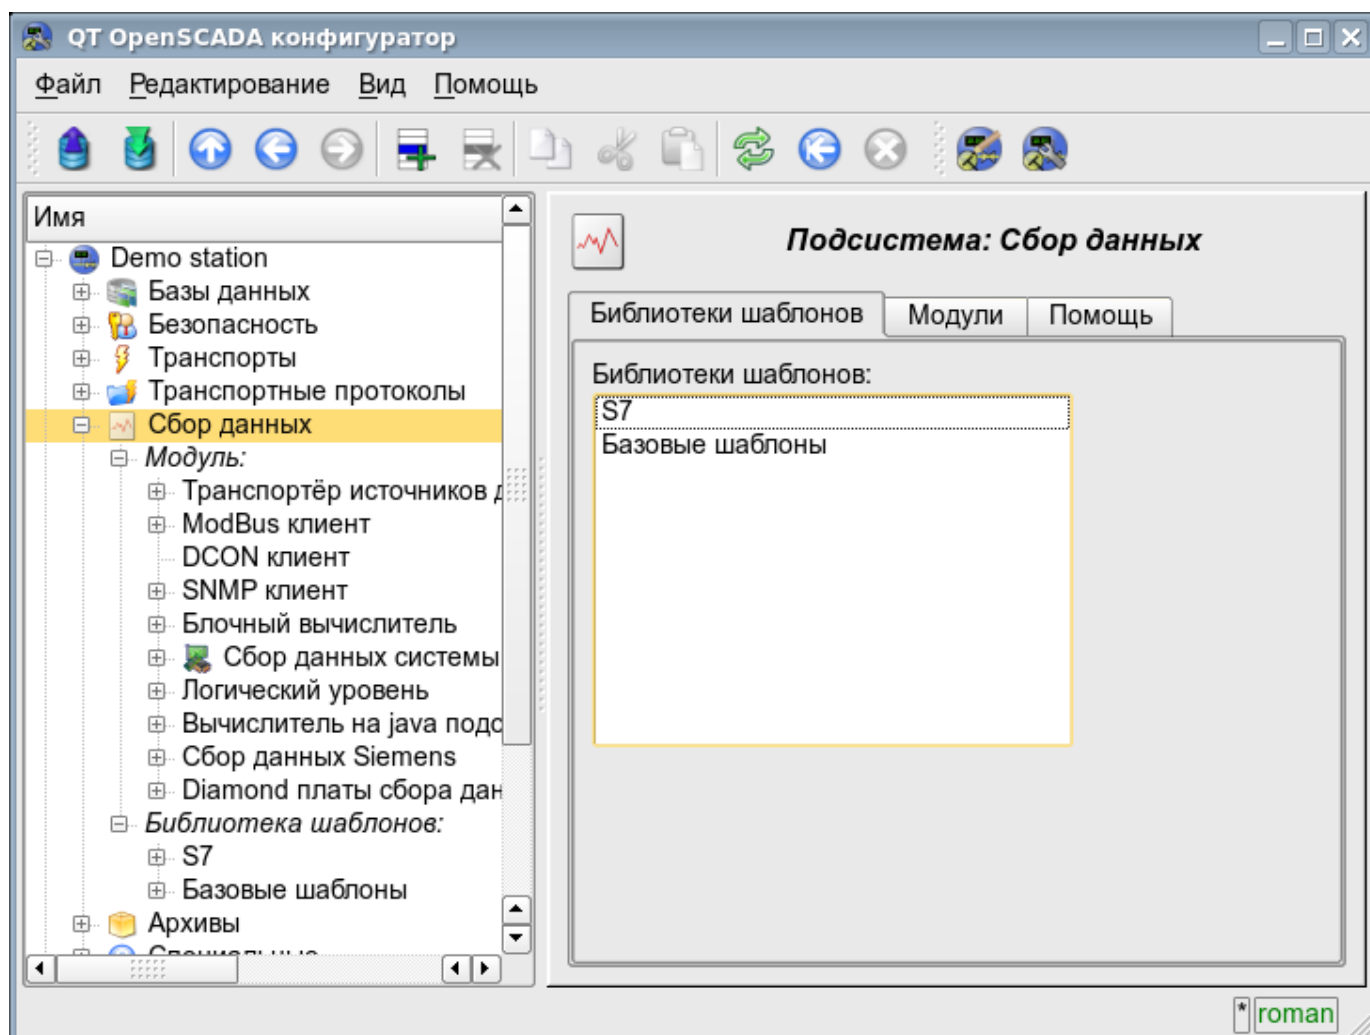 QT OpenSCADA конфигуратор
Файл Редактирование Вид Помощь
Имя
Demo station
Базы данных
Безопасность
Транспорты
Транспортные протоколы
Сбор данных
Модуль:
Транспортёр источников
ModBus клиент
DCON клиент
SNMP клиент
Блочный вычислитель
Сбор данных системы
Логический уровень
Вычислитель на java подс
Сбор данных Siemens
Diamond платы сбора дан
Библиотека шаблонов:
S7
Базовые шаблоны
Архивы
Подсистема: Сбор данных
Библиотеки шаблонов Модули Помощь
Библиотеки шаблонов:
S7
Базовые шаблоны
* roman